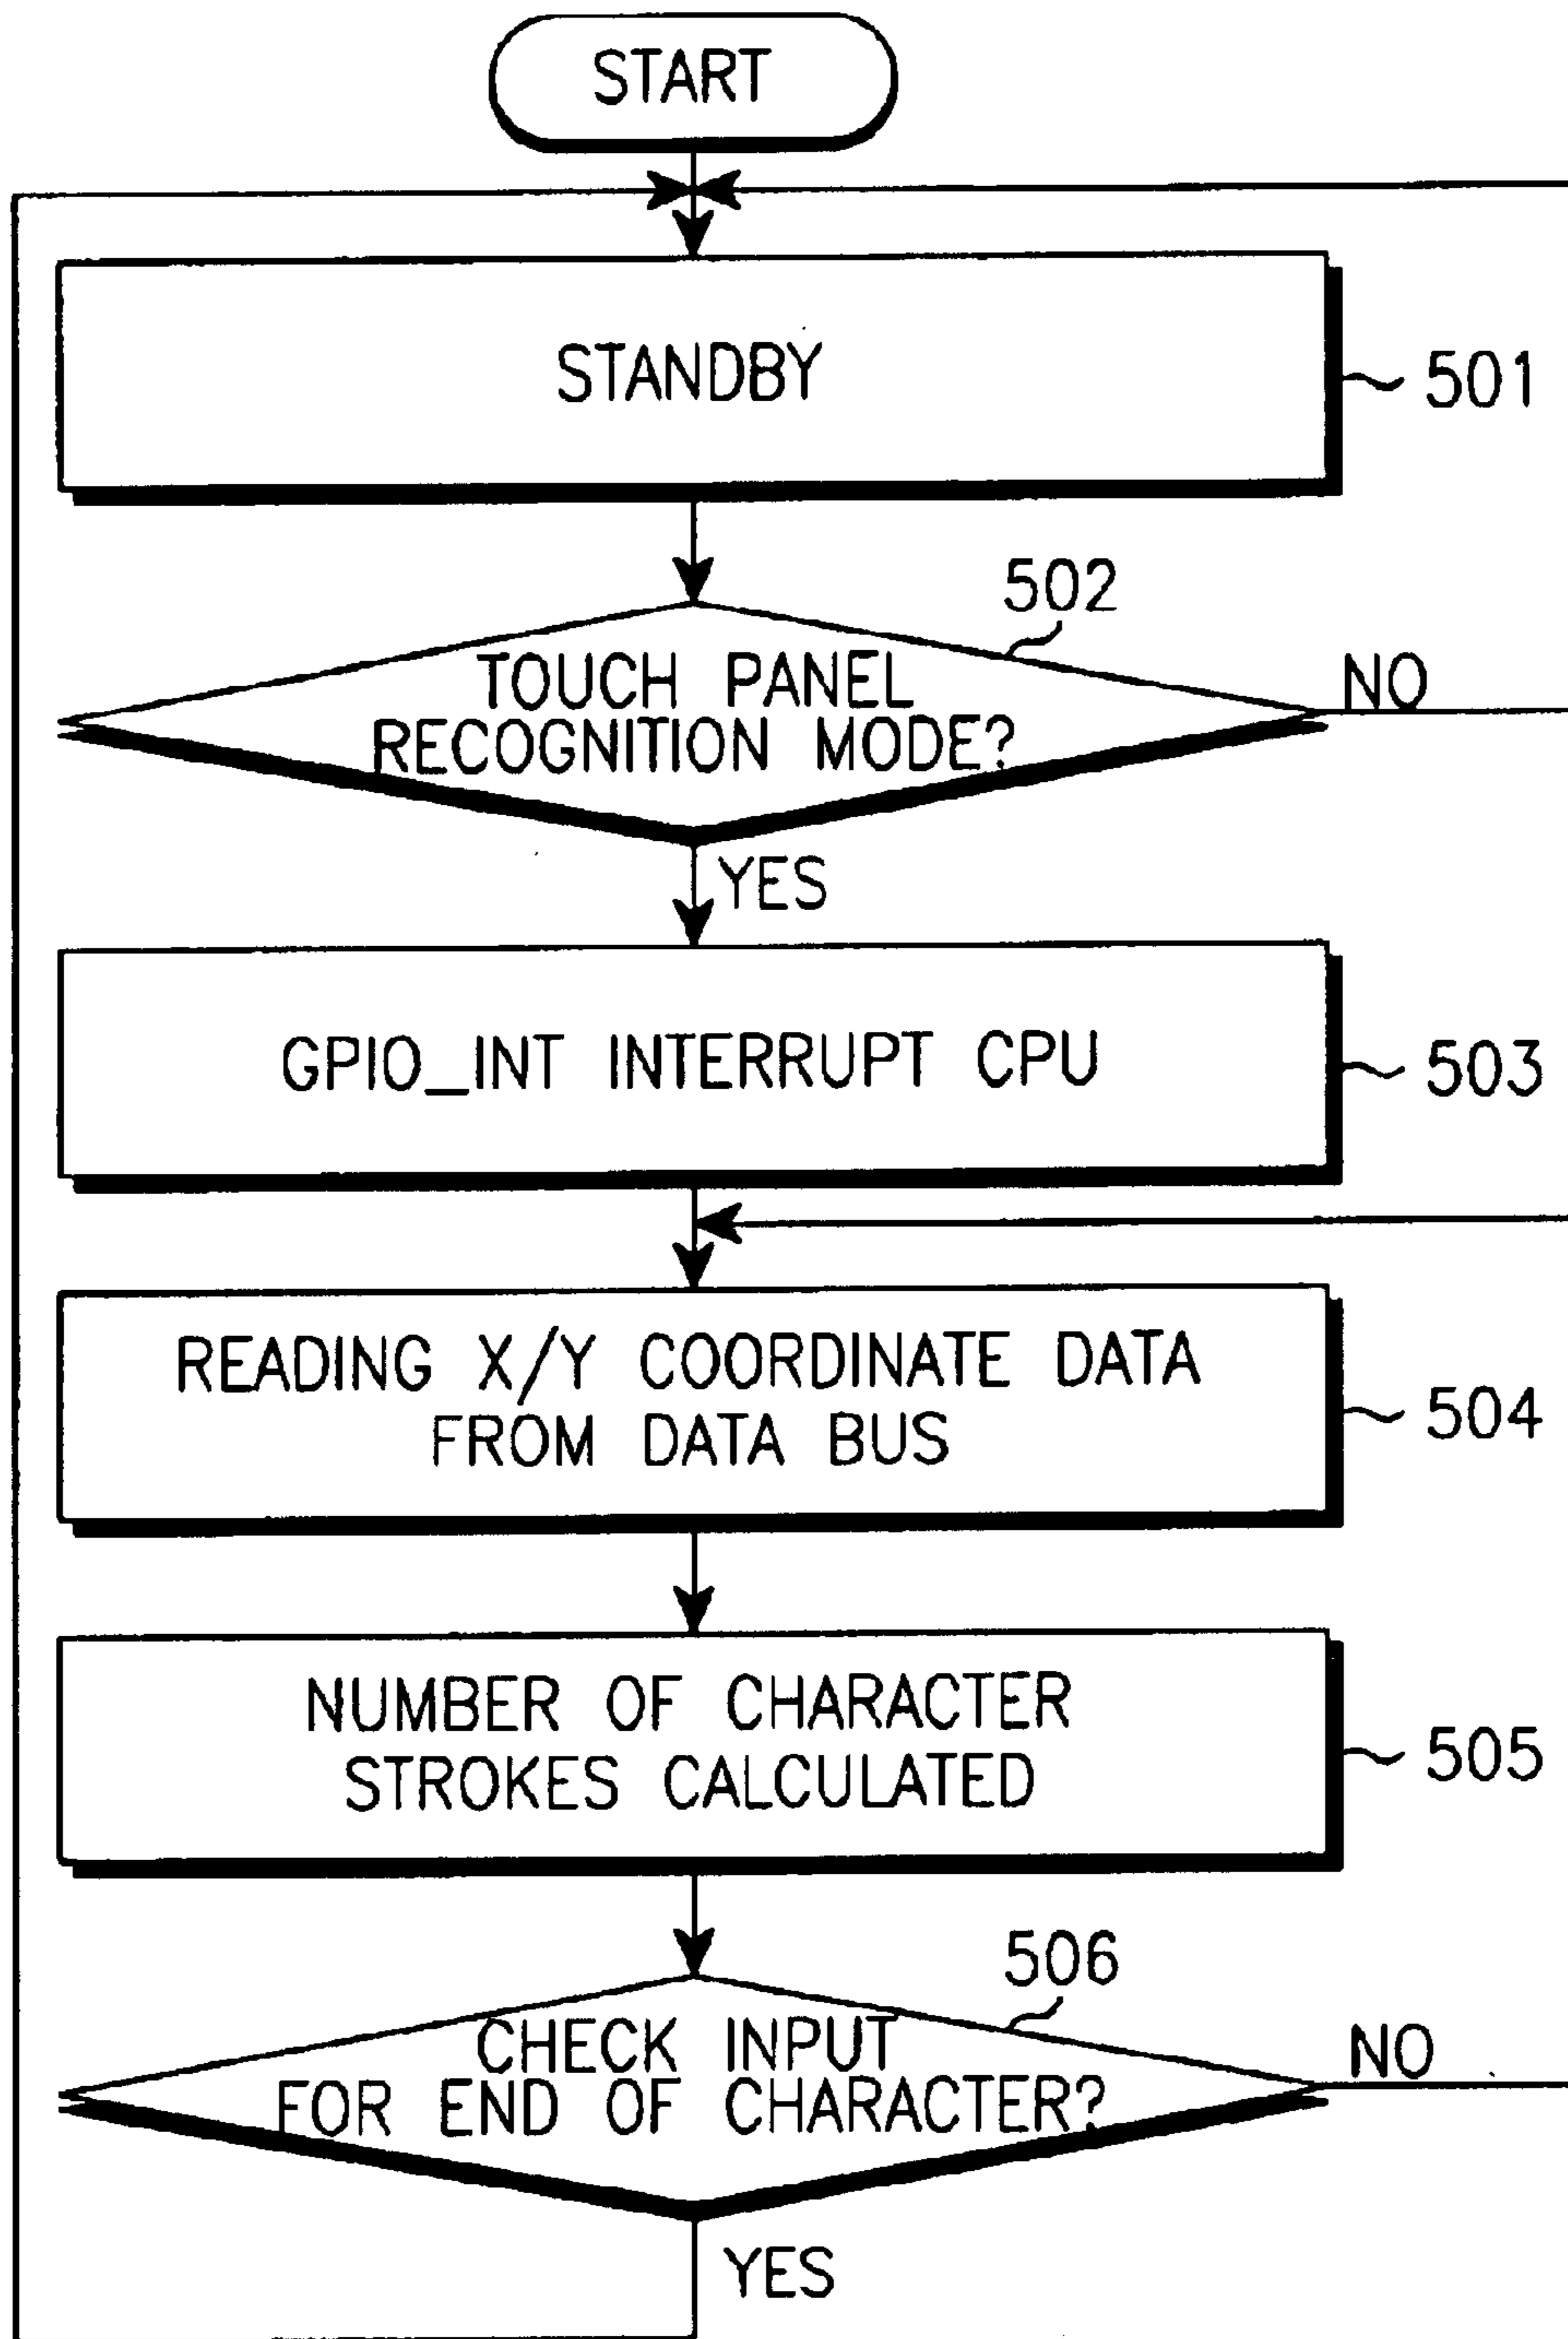 START
STANDBY
501
502
TOUCH PANEL
RECOGNITION MODE?
NO
YES
GPIO_INT INTERRUPT CPU
503
READING X/Y COORDINATE DATA
FROM DATA BUS
504
NUMBER OF CHARACTER
STROKES CALCULATED
505
506
CHECK INPUT
FOR END OF CHARACTER?
NO
YES